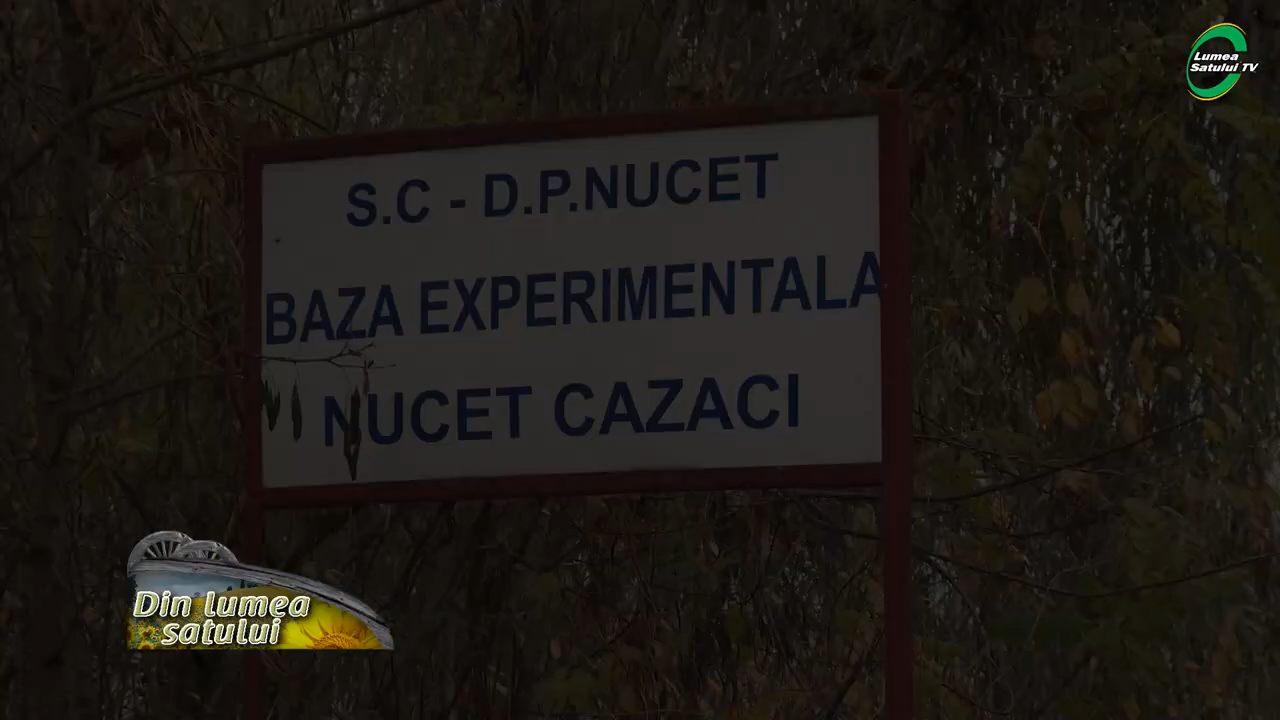 Lumea
Satului TV
S.C - D.P.NUCET
BAZA EXPERIMENTALA
NUCET CAZACI
Din lumea
satului